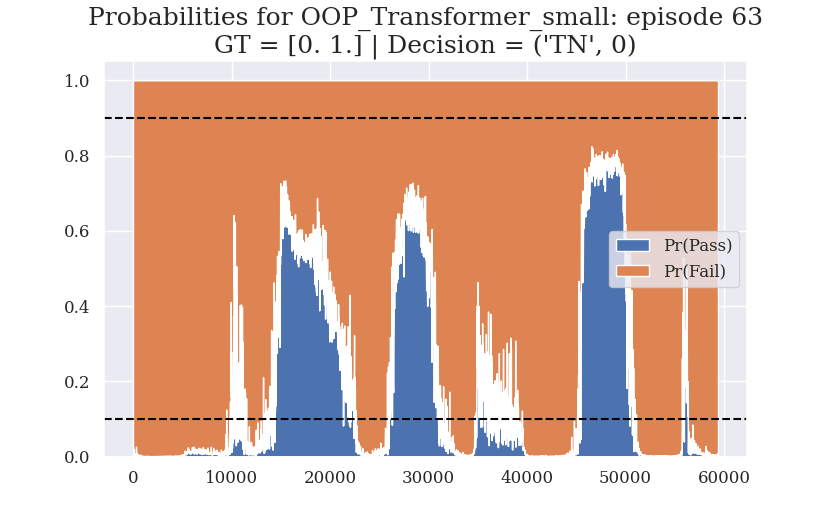 Probabilities for OOP_Transformer_small: episode 63
GT = [0. 1.] | Decision = ('TN', 0)
1.0
0.8
0.6
0.4
0.2
0.0
Pr(Pass)
Pr(Fail)
0 10000 20000 30000 40000 50000 60000